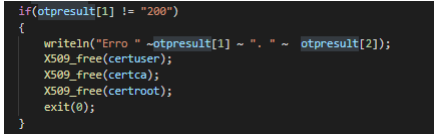 if(otpresult[1] != "200")
{
writeln("Erro " ~otpresult[1] ~ ". " ~ otpresult[2]);
X509_free(certuser);
X509_free(certca);
X509_free(certroot);
exit(0);
}